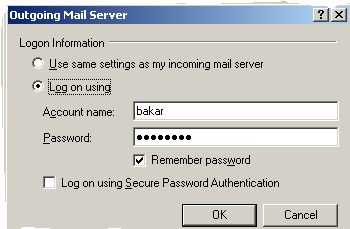 Outgoing Mail Server
Logon Information
Use same settings as my incoming mail server
Log on using
Account name: bakar
Password: ●●●●●●●●
Remember password
Log on using Secure Password Authentication
OK Cancel